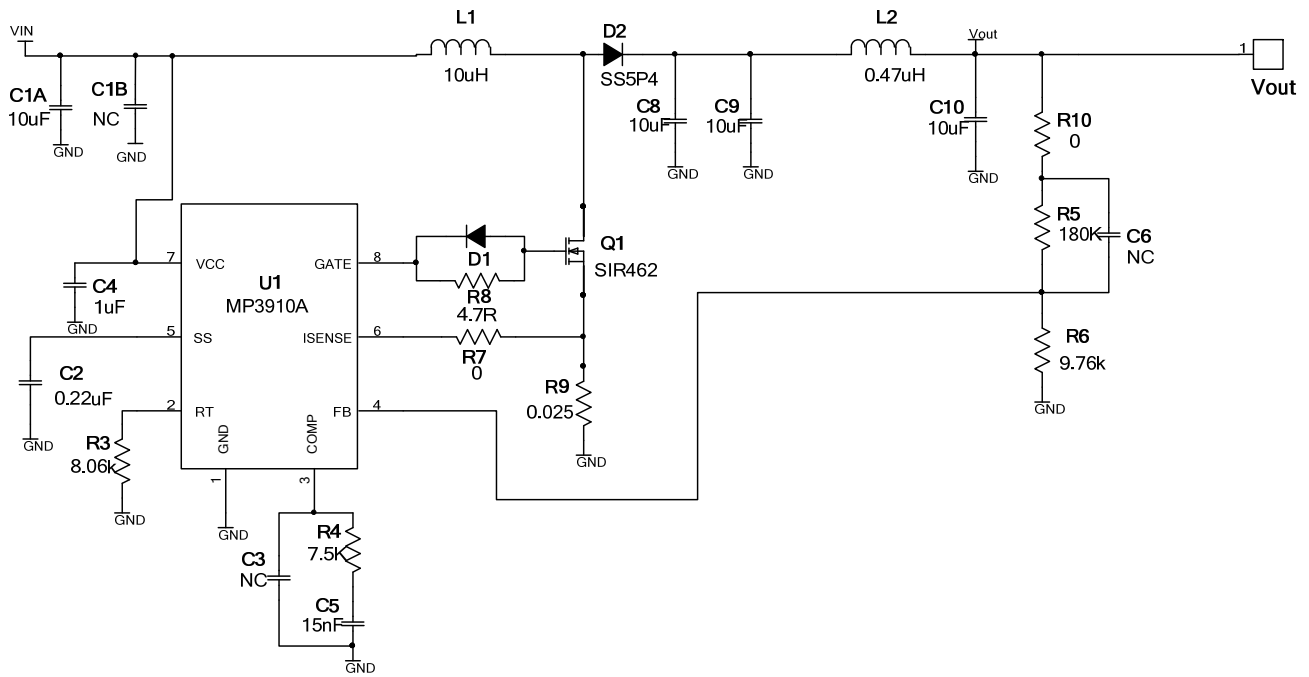 VIN
L1
10uH
D2
SS5P4
L2
0.47uH
Vout
1
Vout
C1A
10uF
GND
C1B
NC
GND
C8
10uF
GND
C9
10uF
GND
C10
10uF
GND
R10
0
R5
180K
C6
NC
R6
9.76k
GND
7
VCC
U1
MP3910A
GATE
8
D1
R8
4.7R
Q1
SIR462
C4
1uF
GND
5
SS
ISENSE
6
R7
0
C2
0.22uF
GND
2
RT
FB
4
R9
0.025
GND
R3
8.06k
GND
GND
1
GND
COMP
3
C3
NC
R4
7.5K
C5
15nF
GND